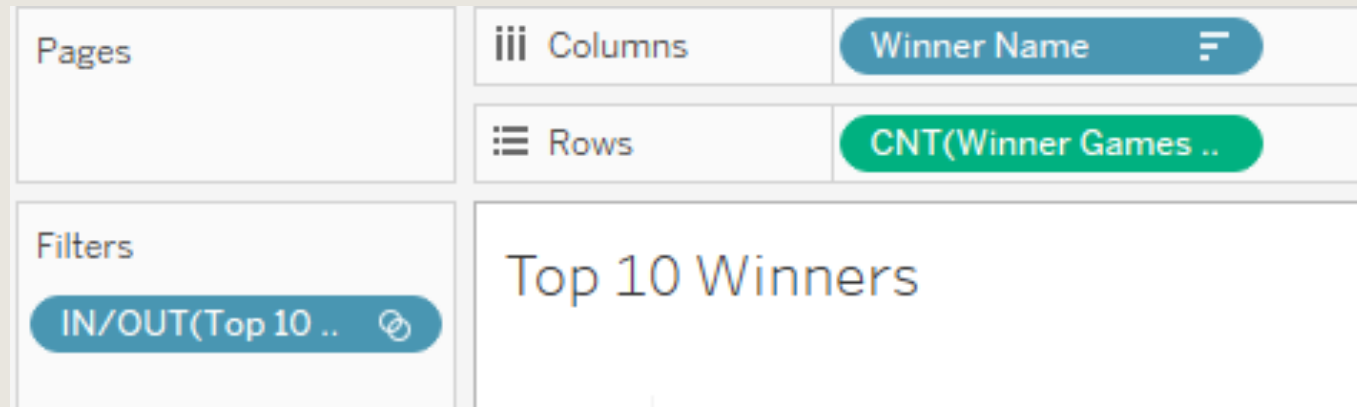 Pages
Columns
Winner Name
Rows
CNT(Winner Games ..
Filters
IN/OUT(Top 10 ..
Top 10 Winners